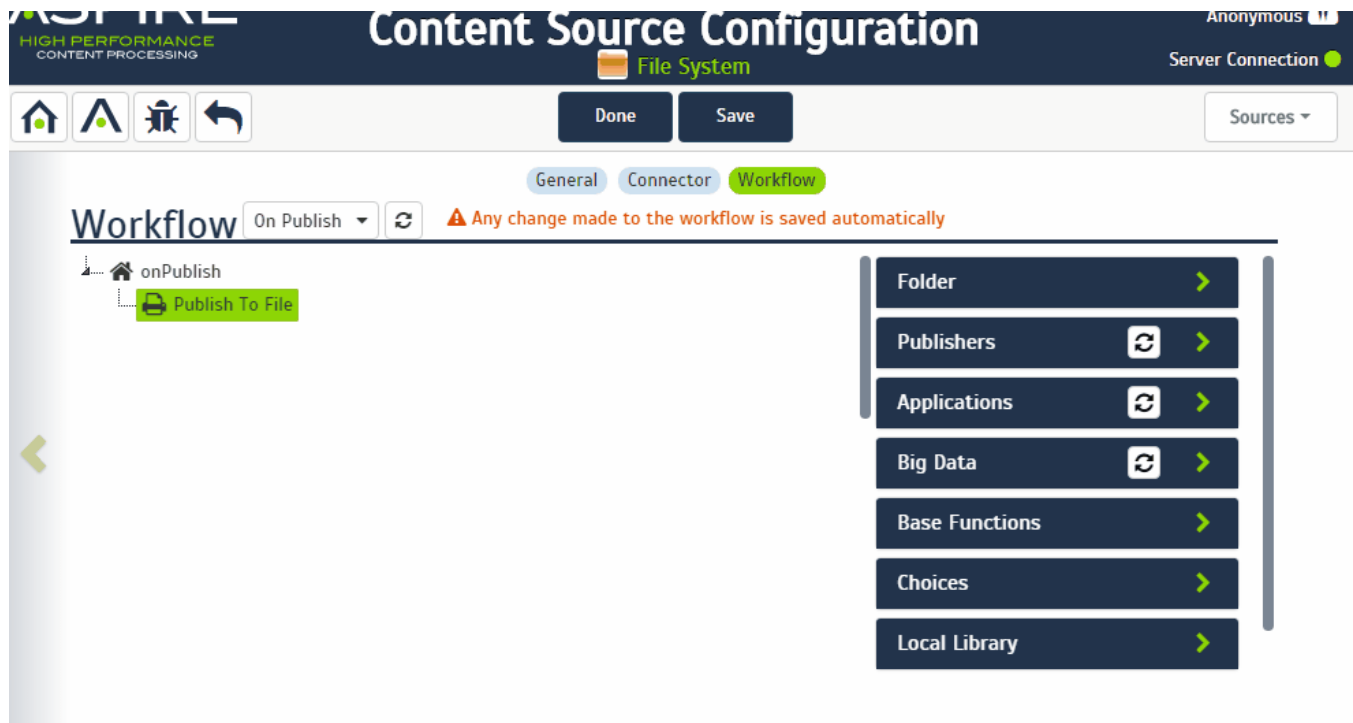 ASPIRE
HIGH PERFORMANCE
CONTENT PROCESSING
Content Source Configuration
File System
Anonymous
Server Connection
Done
Save
Sources
General
Connector
Workflow
Workflow
On Publish
Any change made to the workflow is saved automatically
onPublish
Publish To File
Folder
Publishers
Applications
Big Data
Base Functions
Choices
Local Library